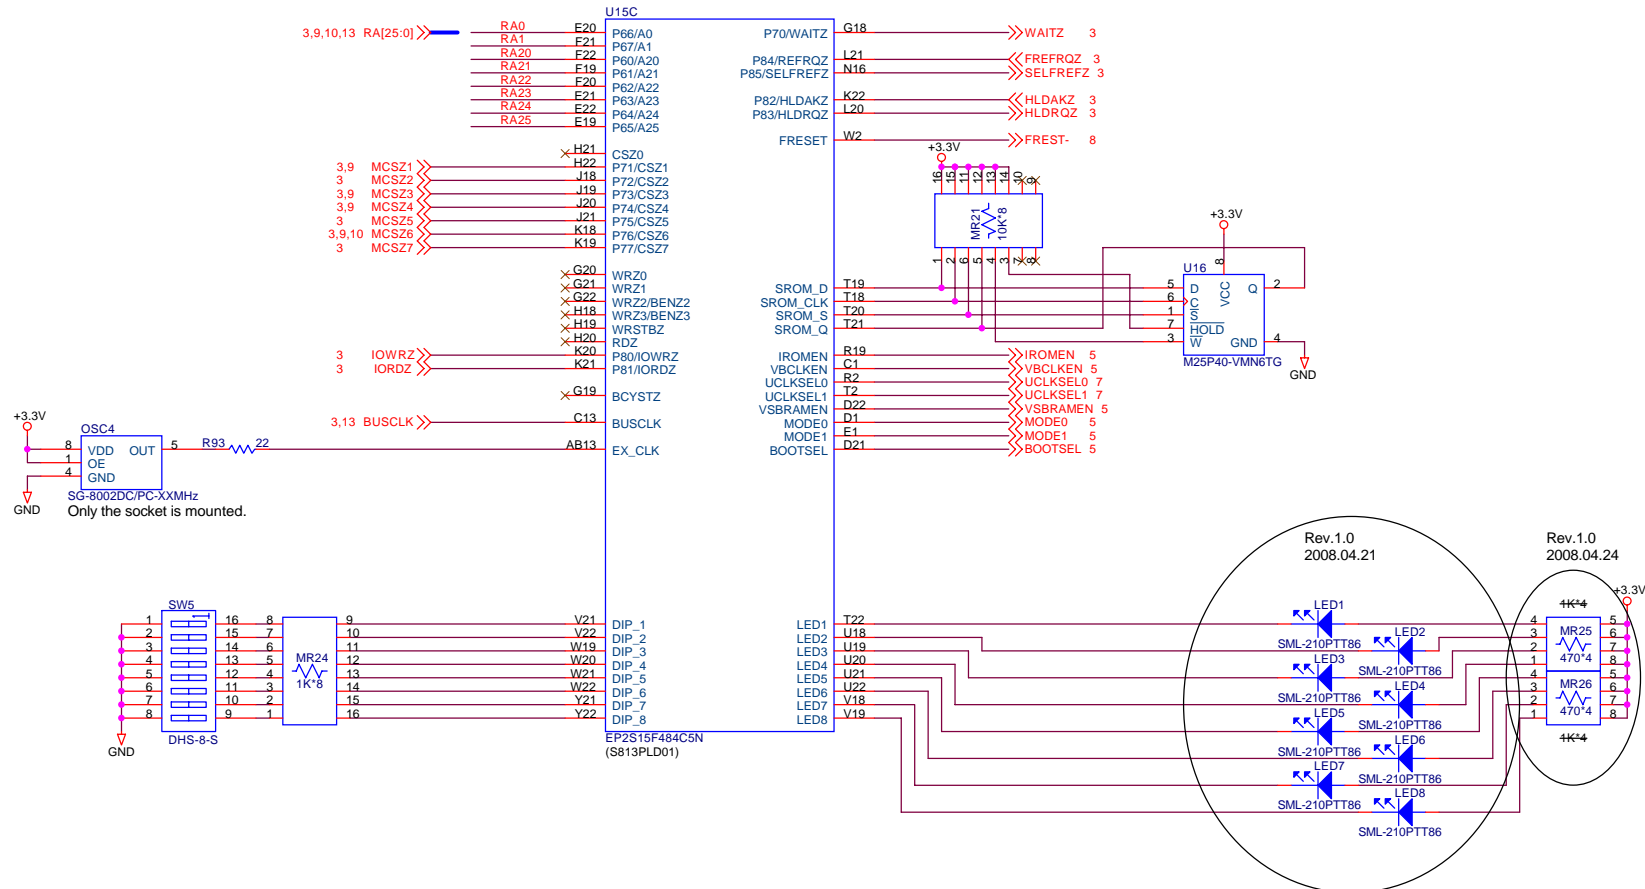 U15C
3,9,10,13 RA[25:0]
RA0 E20 P66/A0
RA1 F21 P67/A1
RA20 F22 P60/A20
RA21 F19 P61/A21
RA22 F20 P62/A22
RA23 E21 P63/A23
RA24 E22 P64/A24
RA25 E19 P65/A25
H21 CSZ0
3,9 MCSZ1 H22 P71/CSZ1
3 MCSZ2 J18 P72/CSZ2
3,9 MCSZ3 J19 P73/CSZ3
3,9 MCSZ4 J20 P74/CSZ4
3 MCSZ5 J21 P75/CSZ5
3,9,10 MCSZ6 K18 P76/CSZ6
3 MCSZ7 K19 P77/CSZ7
G20 WRZ0
G21 WRZ1
G22 WRZ2/BENZ2
H18 WRZ3/BENZ3
H19 WRSTBZ
H20 RDZ
3 IOWRZ K20 P80/IOWRZ
3 IORDZ K21 P81/IORDZ
G19 BCYSTZ
3,13 BUSCLK C13 BUSCLK
AB13 EX_CLK
P70/WAITZ G18 WAITZ 3
P84/REFRQZ L21 FREFRQZ 3
P85/SELFREFZ N16 SELFREFZ 3
P82/HLDAKZ K22 HLDAKZ 3
P83/HLDRQZ L20 HLDRQZ 3
FRESET W2 FREST- 8
+3.3V
16 15 11 12 13 14 10 9
MR21
10K*8
1 2 6 5 4 3 7 8
SROM_D T19
SROM_CLK T18
SROM_S T20
SROM_Q T21
+3.3V
U16
8
VCC
5 D Q 2
6 C
1 S
7 HOLD
3 W GND 4
M25P40-VMN6TG
GND
IROMEN R19 IROMEN 5
VBCLKEN C1 VBCLKEN 5
UCLKSEL0 R2 UCLKSEL0 7
UCLKSEL1 T2 UCLKSEL1 7
VSBRAMEN D22 VSBRAMEN 5
MODE0 D1 MODE0 5
MODE1 E1 MODE1 5
BOOTSEL D21 BOOTSEL 5
+3.3V
OSC4
8 VDD OUT 5 R93 22
1 OE
4 GND
GND
SG-8002DC/PC-XXMHz
Only the socket is mounted.
SW5
1 16 8 9 V21 DIP_1
2 15 7 10 V22 DIP_2
3 14 6 11 W19 DIP_3
4 13 5 12 W20 DIP_4
5 12 4 13 W21 DIP_5
6 11 3 14 W22 DIP_6
7 10 2 15 Y21 DIP_7
8 9 1 16 Y22 DIP_8
MR24
1K*8
GND
DHS-8-S
EP2S15F484C5N
(S813PLD01)
LED1 T22
LED2 U18
LED3 U19
LED4 U20
LED5 U21
LED6 U22
LED7 V18
LED8 V19
Rev.1.0
2008.04.21
LED1
SML-210PTT86
LED2
SML-210PTT86
LED3
SML-210PTT86
LED4
SML-210PTT86
LED5
SML-210PTT86
LED6
SML-210PTT86
LED7
SML-210PTT86
LED8
SML-210PTT86
Rev.1.0
2008.04.24
+3.3V
1K*4
4 5
3 MR25 6
2 7
1 470*4 8
4 5
3 MR26 6
2 7
1 470*4 8
1K*4